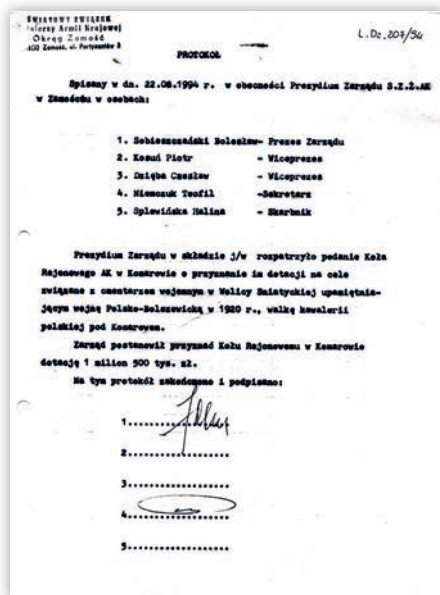 ŚWIATOWY ZWIĄZEK
Żołnierzy Armii Krajowej
Okręg Zamość
400 Zamość, ul. Partyzantów 3
L.Dz. 207/94
PROTOKÓŁ
Spisany w dn. 22.08.1994 r. w obecności Prezydium Zarządu S.Z.Ż.AK
w Zamościu w osobach:
1. Sobieszczański Bolesław- Prezes Zarządu
2. Kosuń Piotr - Viceprezes
3. Dzięba Czesław - Viceprezes
4. Niemczuk Teofil -Sekretarz
5. Splewińska Halina - Skarbnik
Prezydium Zarządu w składzie j/w rozpatrzyło podanie Koła
Rejonowego AK w Komarowie o przyznanie im dotacji na cele
związane z cmentarzem wojennym w Wolicy Śniatyckiej upamiętnia-
jącym wojnę Polsko-Bolszewicką w 1920 r., walkę kawalerii
polskiej pod Komarowem.
Zarząd postanowił przyznać Kołu Rejonowemu w Komarowie
dotację 1 milion 500 tys. zł.
Na tym protokół zakończono i podpisano:
1..................
2..................
3..................
4..................
5..................